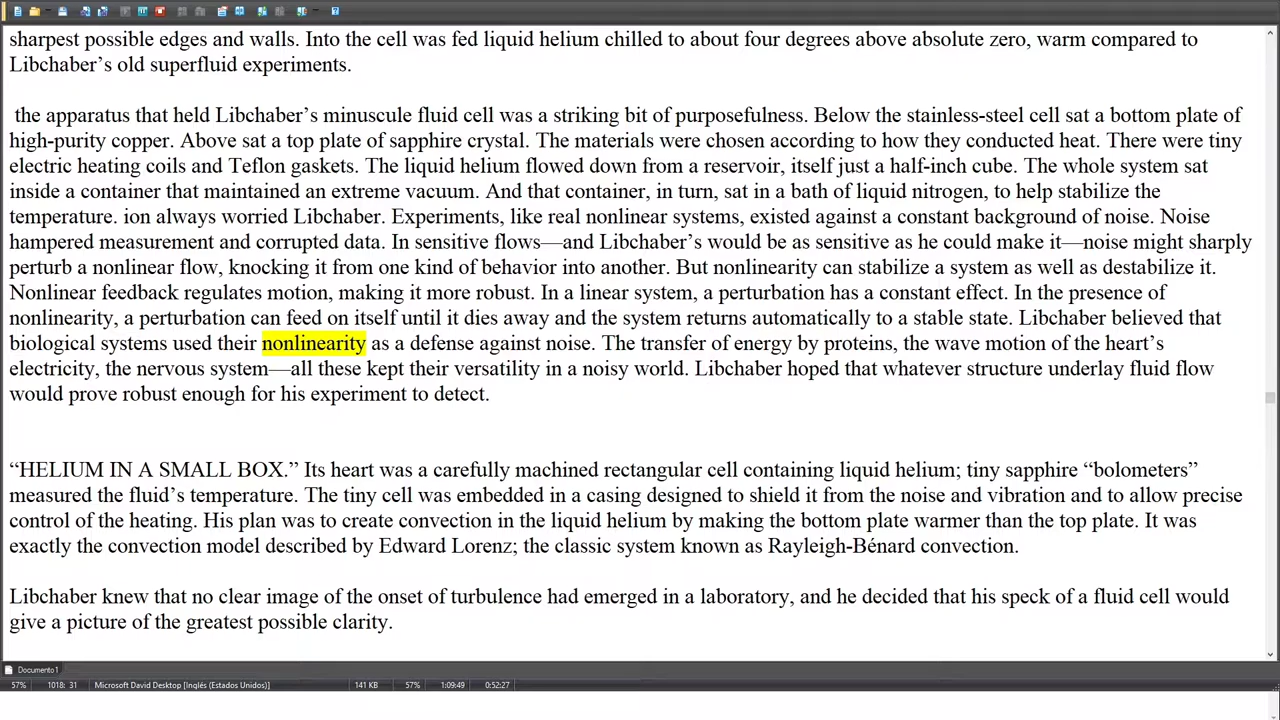 sharpest possible edges and walls. Into the cell was fed liquid helium chilled to about four degrees above absolute zero, warm compared to
Libchaber’s old superfluid experiments.
the apparatus that held Libchaber’s minuscule fluid cell was a striking bit of purposefulness. Below the stainless-steel cell sat a bottom plate of
high-purity copper. Above sat a top plate of sapphire crystal. The materials were chosen according to how they conducted heat. There were tiny
electric heating coils and Teflon gaskets. The liquid helium flowed down from a reservoir, itself just a half-inch cube. The whole system sat
inside a container that maintained an extreme vacuum. And that container, in turn, sat in a bath of liquid nitrogen, to help stabilize the
temperature. ion always worried Libchaber. Experiments, like real nonlinear systems, existed against a constant background of noise. Noise
hampered measurement and corrupted data. In sensitive flows—and Libchaber’s would be as sensitive as he could make it—noise might sharply
perturb a nonlinear flow, knocking it from one kind of behavior into another. But nonlinearity can stabilize a system as well as destabilize it.
Nonlinear feedback regulates motion, making it more robust. In a linear system, a perturbation has a constant effect. In the presence of
nonlinearity, a perturbation can feed on itself until it dies away and the system returns automatically to a stable state. Libchaber believed that
biological systems used their nonlinearity as a defense against noise. The transfer of energy by proteins, the wave motion of the heart’s
electricity, the nervous system—all these kept their versatility in a noisy world. Libchaber hoped that whatever structure underlay fluid flow
would prove robust enough for his experiment to detect.
“HELIUM IN A SMALL BOX.” Its heart was a carefully machined rectangular cell containing liquid helium; tiny sapphire “bolometers”
measured the fluid’s temperature. The tiny cell was embedded in a casing designed to shield it from the noise and vibration and to allow precise
control of the heating. His plan was to create convection in the liquid helium by making the bottom plate warmer than the top plate. It was
exactly the convection model described by Edward Lorenz; the classic system known as Rayleigh-Bénard convection.
Libchaber knew that no clear image of the onset of turbulence had emerged in a laboratory, and he decided that his speck of a fluid cell would
give a picture of the greatest possible clarity.
Documento1
57% 1018: 31 Microsoft David Desktop [Inglés (Estados Unidos)] 141 KB 57% 1:09:49 0:52:27